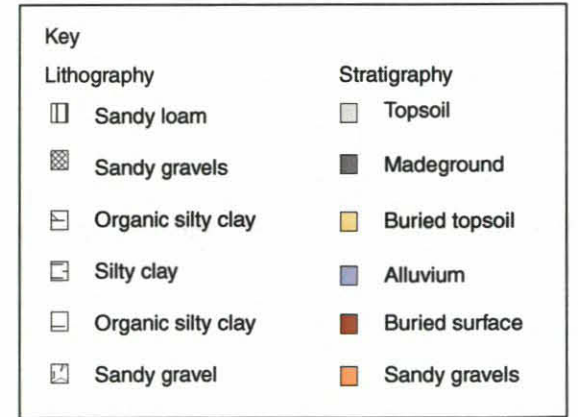 Key
Lithography
Sandy loam
Sandy gravels
Organic silty clay
Silty clay
Organic silty clay
Sandy gravel
Stratigraphy
Topsoil
Madeground
Buried topsoil
Alluvium
Buried surface
Sandy gravels